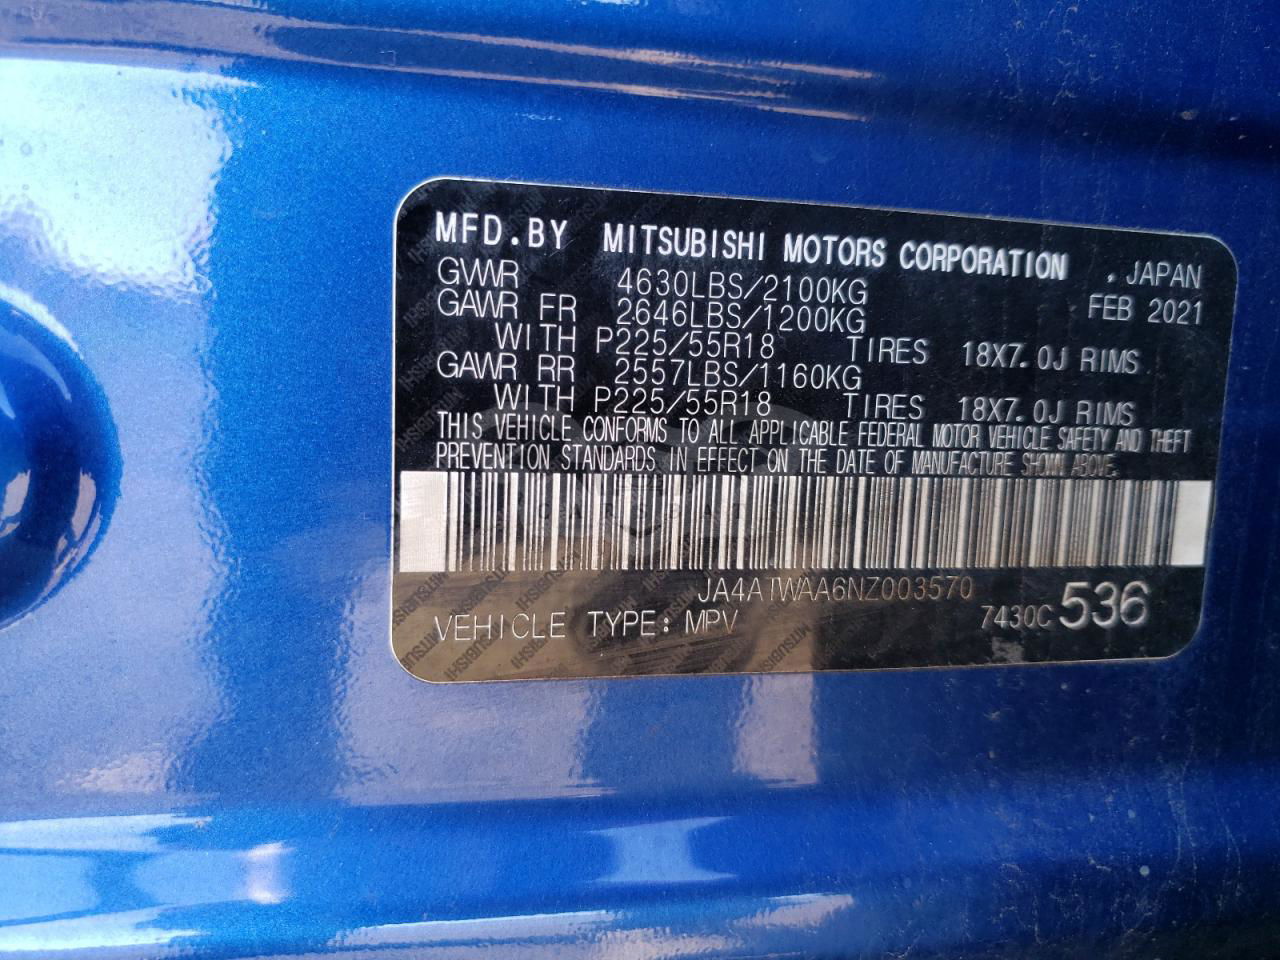 MFD.BY MITSUBISHI MOTORS CORPORATION , JAPAN
GVWR 4630LBS/2100KG FEB 2021
GAWR FR 2646LBS/1200KG
WITH P225/55R18 TIRES 18X7.0J RIMS
GAWR RR 2557LBS/1160KG
WITH P225/55R18 TIRES 18X7.0J RIMS
THIS VEHICLE CONFORMS TO ALL APPLICABLE FEDERAL MOTOR VEHICLE SAFETY AND THEFT
PREVENTION STANDARDS IN EFFECT ON THE DATE OF MANUFACTURE SHOWN ABOVE.
JA4ATWAA6NZ003570
VEHICLE TYPE: MPV 7430C 536